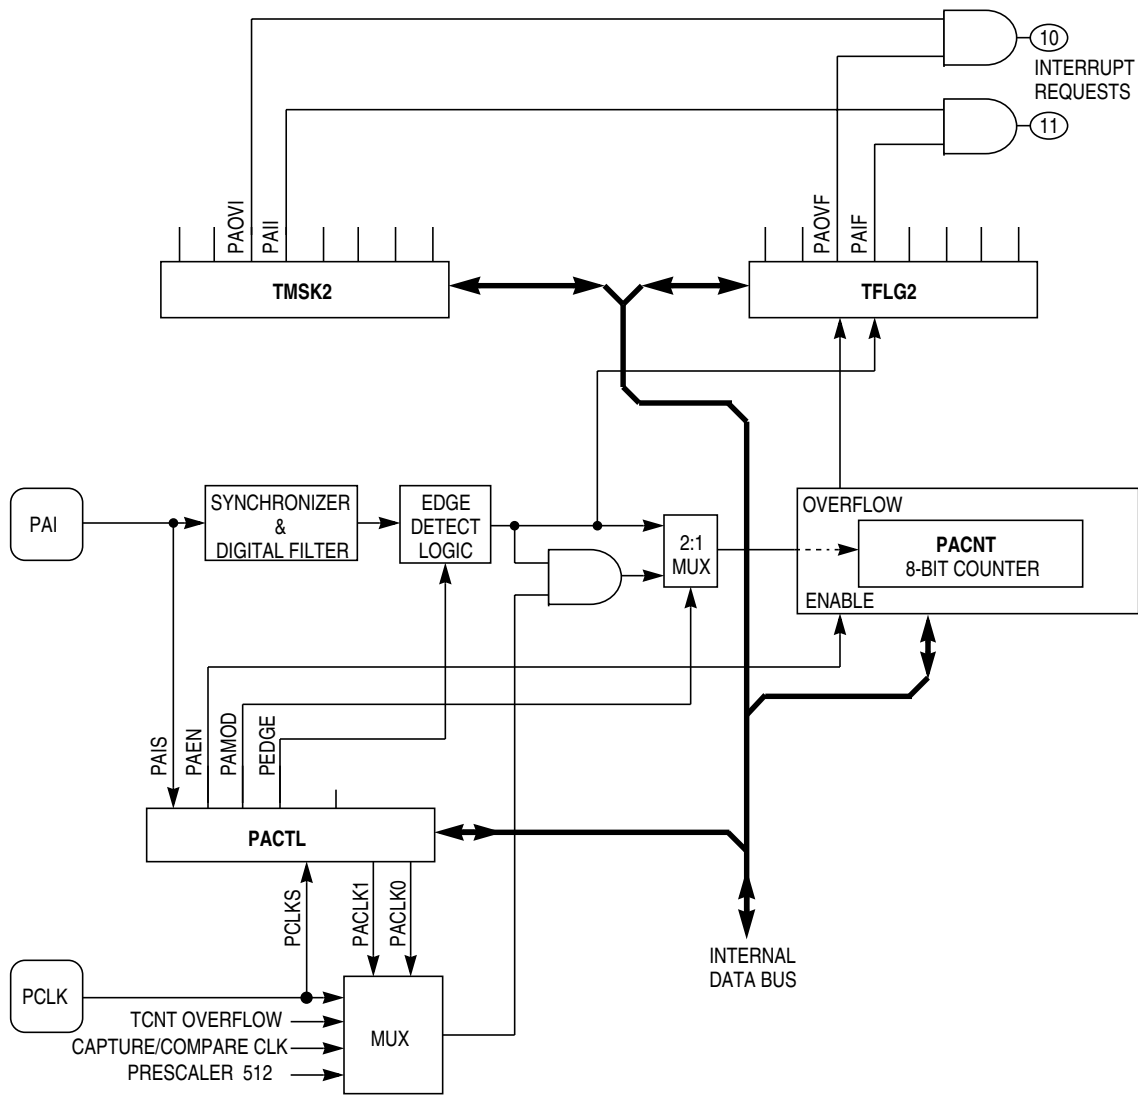 10
INTERRUPT
REQUESTS
11
PAOVI
PAII
PAOVF
PAIF
TMSK2
TFLG2
PAI
SYNCHRONIZER
&
DIGITAL FILTER
EDGE
DETECT
LOGIC
2:1
MUX
OVERFLOW
PACNT
8-BIT COUNTER
ENABLE
PAIS
PAEN
PAMOD
PEDGE
PACTL
PCLKS
PACLK1
PACLK0
INTERNAL
DATA BUS
PCLK
TCNT OVERFLOW
CAPTURE/COMPARE CLK
PRESCALER 512
MUX